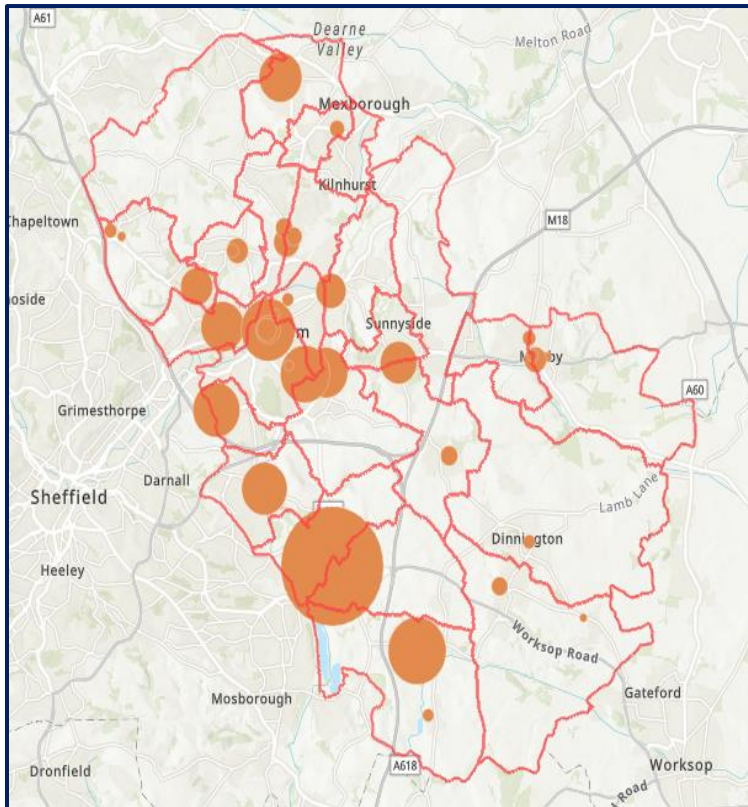 A61
Dearne
Valley
Melton Road
Mexborough
Kilnhurst
Chapeltown
M18
Sunnyside
A60
Grimesthorpe
Darnall
Sheffield
Lamb Lane
Heeley
Dinnington
Worksop Road
Mosborough
Gateford
A618
Dronfield
Worksop
Road